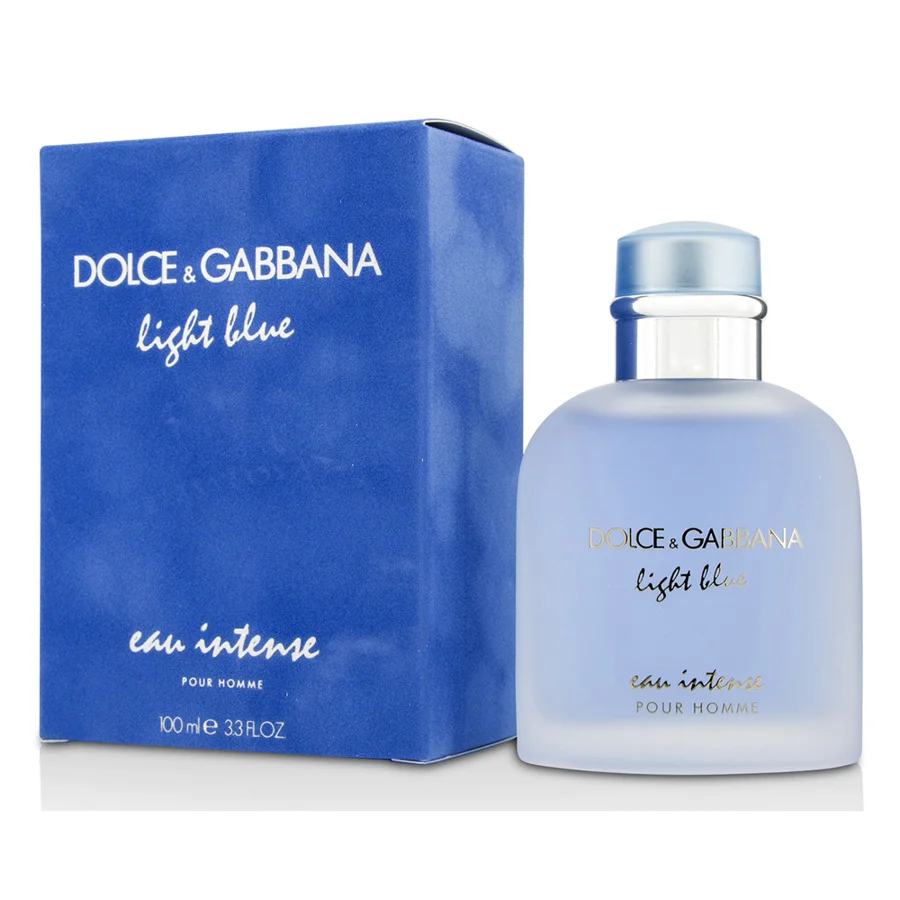 DOLCE & GABBANA
light blue
eau intense
POUR HOMME
100 ml e 3.3 FL.OZ
DOLCE & GABBANA
light blue
eau intense
POUR HOMME